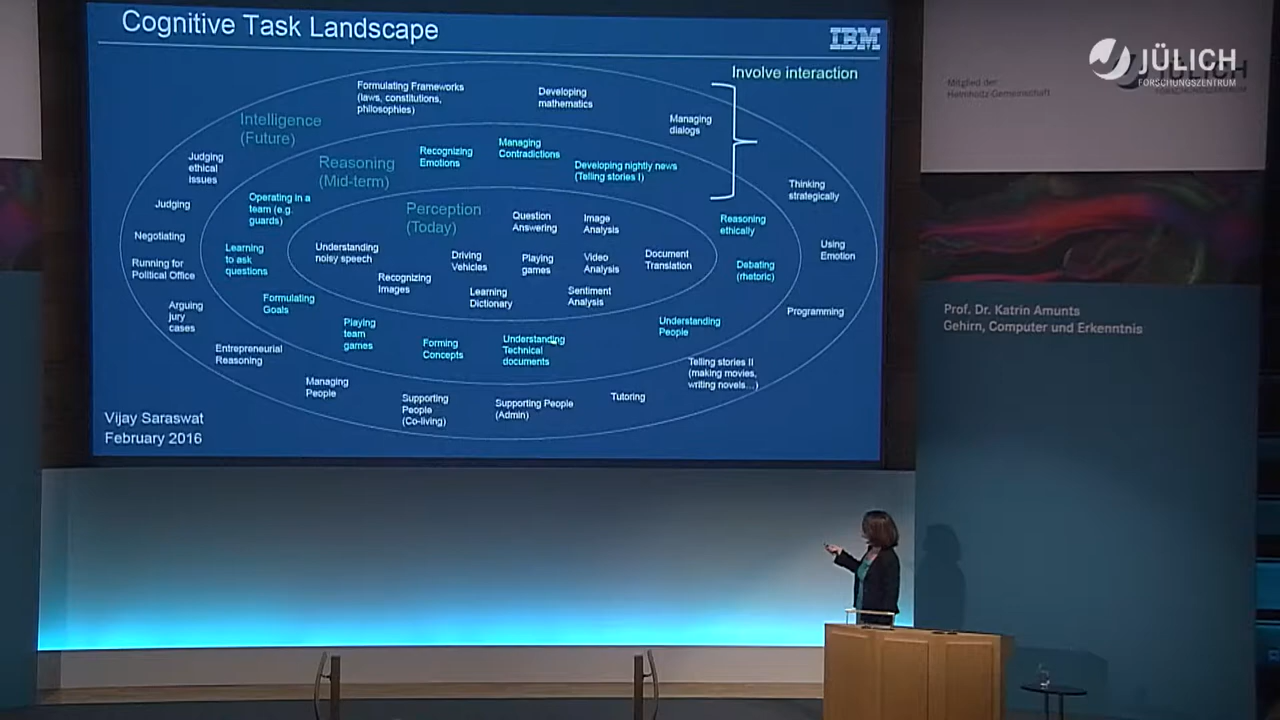 Cognitive Task Landscape
IBM
JÜLICH
FORSCHUNGSZENTRUM
Mitglied der
Helmholtz-Gemeinschaft
Involve interaction
Formulating Frameworks
(laws, constitutions,
philosophies)
Developing
mathematics
Managing
dialogs
Intelligence
(Future)
Judging
ethical
issues
Reasoning
(Mid-term)
Recognizing
Emotions
Managing
Contradictions
Developing nightly news
(Telling stories I)
Thinking
strategically
Judging
Operating in a
team (e.g.
guards)
Perception
(Today)
Question
Answering
Image
Analysis
Reasoning
ethically
Negotiating
Learning
to ask
questions
Understanding
noisy speech
Driving
Vehicles
Playing
games
Video
Analysis
Document
Translation
Using
Emotion
Running for
Political Office
Recognizing
Images
Learning
Dictionary
Sentiment
Analysis
Debating
(rhetoric)
Arguing
jury
cases
Formulating
Goals
Playing
team
games
Forming
Concepts
Understanding
Technical
documents
Understanding
People
Programming
Entrepreneurial
Reasoning
Managing
People
Supporting
People
(Co-living)
Supporting People
(Admin)
Tutoring
Telling stories II
(making movies,
writing novels...)
Vijay Saraswat
February 2016
Prof. Dr. Katrin Amunts
Gehirn, Computer und Erkenntnis